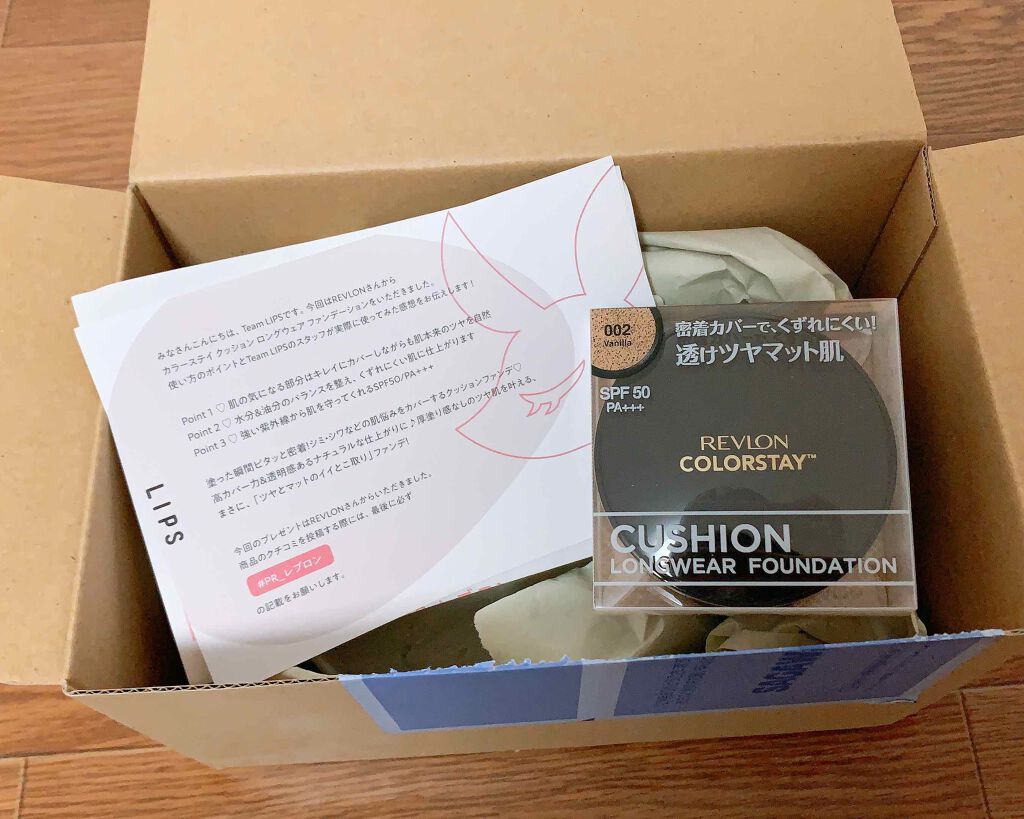 みなさんこんにちは、Team LIPSです。今回はREVLONさんから
カラーステイ クッション ロングウェア ファンデーションをいただきました。
使い方のポイントとTeam LIPSのスタッフが実際に使ってみた感想をお伝えします!
Point 1 ♡ 肌の気になる部分はキレイにカバーしながらも肌本来のツヤを自然
Point 2 ♡ 水分&油分のバランスを整え、くずれにくい肌に仕上がります
Point 3 ♡ 強い紫外線から肌を守ってくれるSPF50/PA+++
塗った瞬間ピタッと密着!シミ・シワなどの肌悩みをカバーするクッションファンデ♡
高カバー力&透明感あるナチュラルな仕上がりに♪厚塗り感なしのツヤ肌を叶える、
まさに、「ツヤとマットのイイとこ取り」ファンデ!
今回のプレゼントはREVLONさんからいただきました。
商品のクチコミを投稿する際には、最後に必ず
#PR_レブロン
の記載をお願いします。
LIPS
002
Vanilla
密着カバーで、くずれにくい!
透けツヤマット肌
SPF 50
PA+++
REVLON
COLORSTAY™
CUSHION
LONGWEAR FOUNDATION